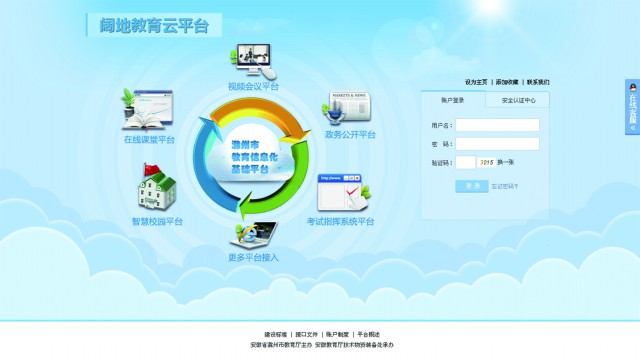 阔地教育云平台
视频会议平台
在线课堂平台
政务公开平台
滁州市
教育信息化
基础平台
智慧校园平台
考试指挥系统平台
更多平台接入
MARKETS & NEWS
http://www.
设为主页 | 添加收藏 | 联系我们
账户登录
安全认证中心
用户名：
密 码：
验证码：
3015
换一张
登 录
忘记密码？
在线客服
建设标准 | 接口文件 | 账户制度 | 平台概述
安徽省滁州市教育厅主办 安徽教育厅技术物资装备处承办